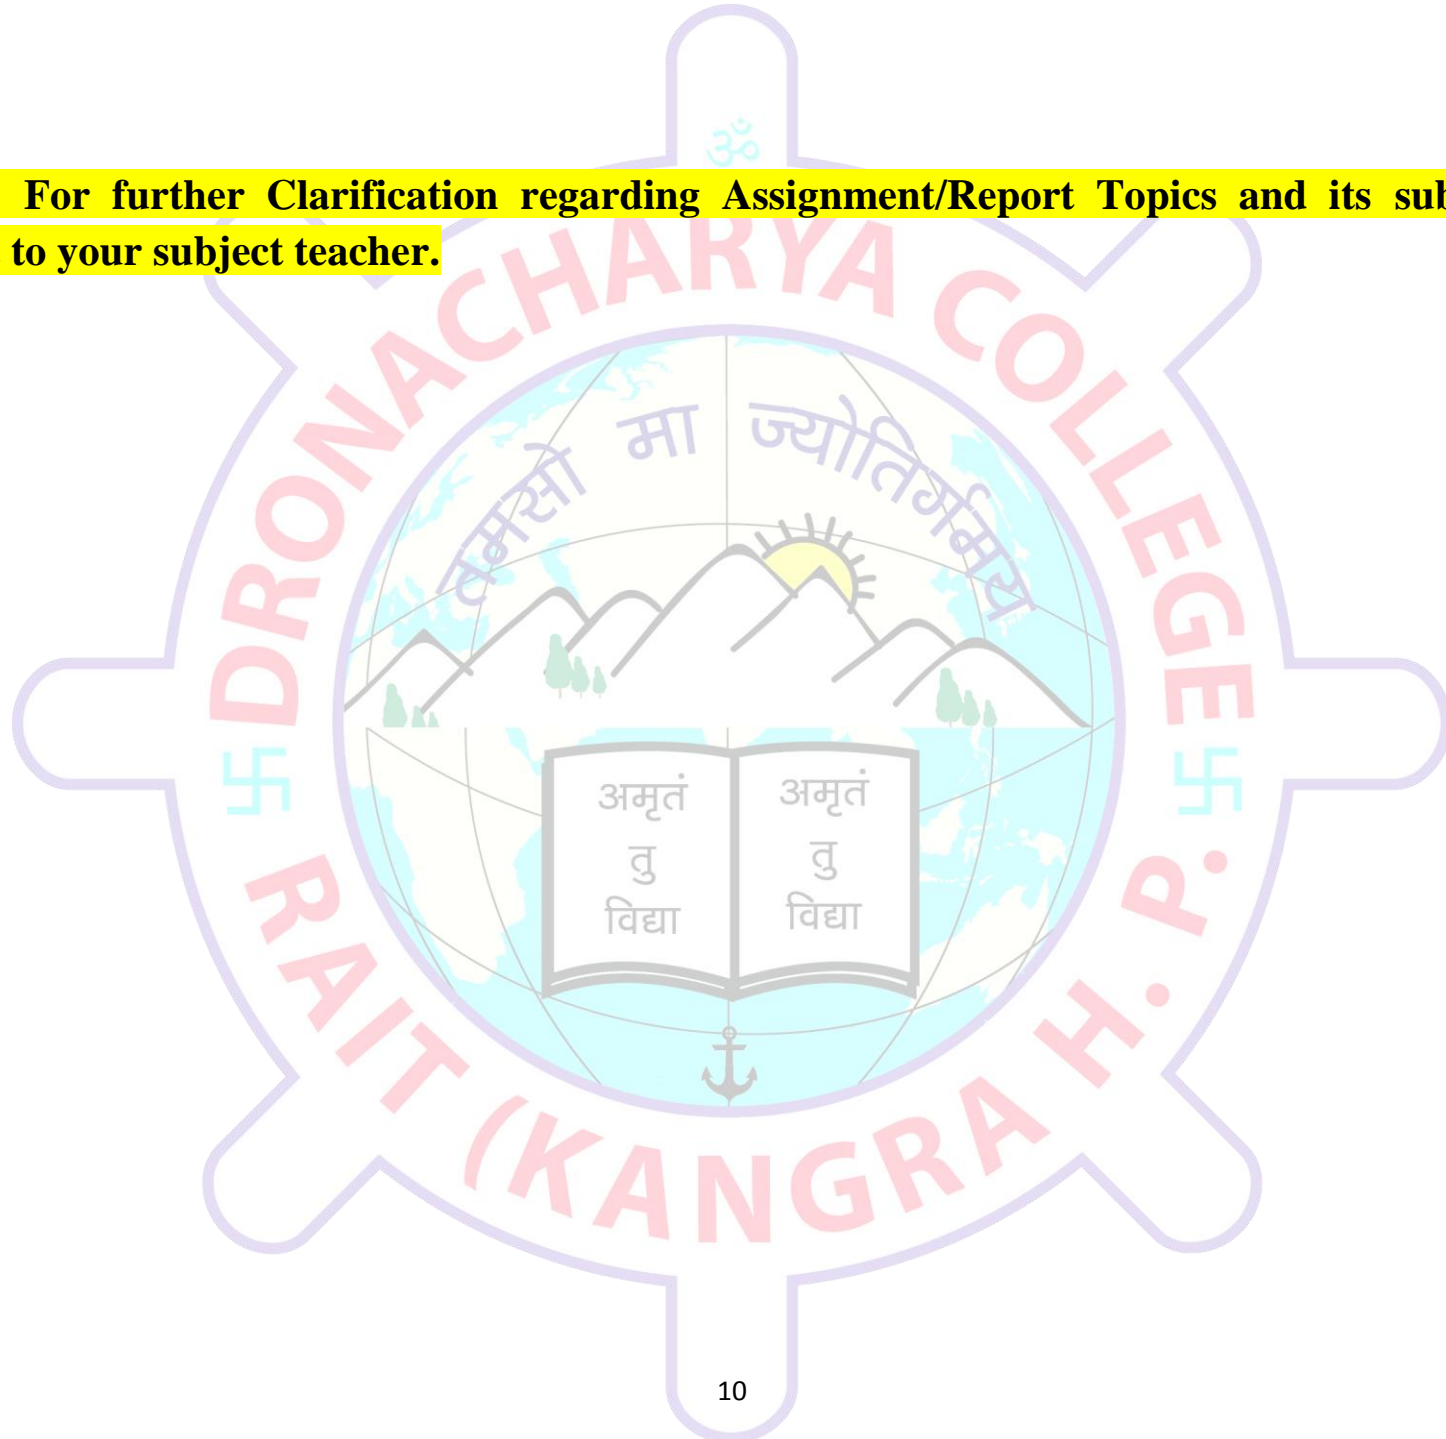 ॐ
For further Clarification regarding Assignment/Report Topics and its
to your subject teacher.
DRONACHARYA COLLEGE
तमसो मा ज्योतिर्गमय
अमृतं
तु
विद्या
अमृतं
तु
विद्या
RAIT (KANGRA H. P.
10